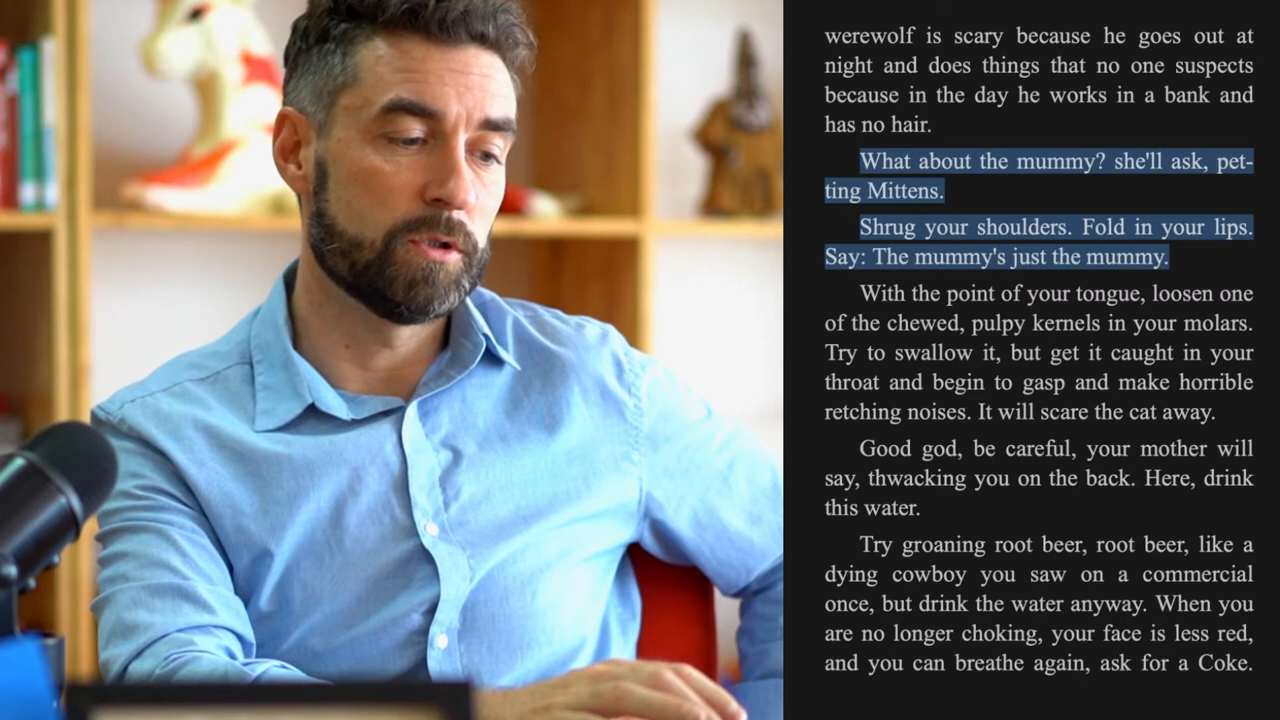 werewolf is scary because he goes out at
night and does things that no one suspects
because in the day he works in a bank and
has no hair.
What about the mummy? she'll ask, pet-
ting Mittens.
Shrug your shoulders. Fold in your lips.
Say: The mummy's just the mummy.
With the point of your tongue, loosen one
of the chewed, pulpy kernels in your molars.
Try to swallow it, but get it caught in your
throat and begin to gasp and make horrible
retching noises. It will scare the cat away.
Good god, be careful, your mother will
say, thwacking you on the back. Here, drink
this water.
Try groaning root beer, root beer, like a
dying cowboy you saw on a commercial
once, but drink the water anyway. When you
are no longer choking, your face is less red,
and you can breathe again, ask for a Coke.